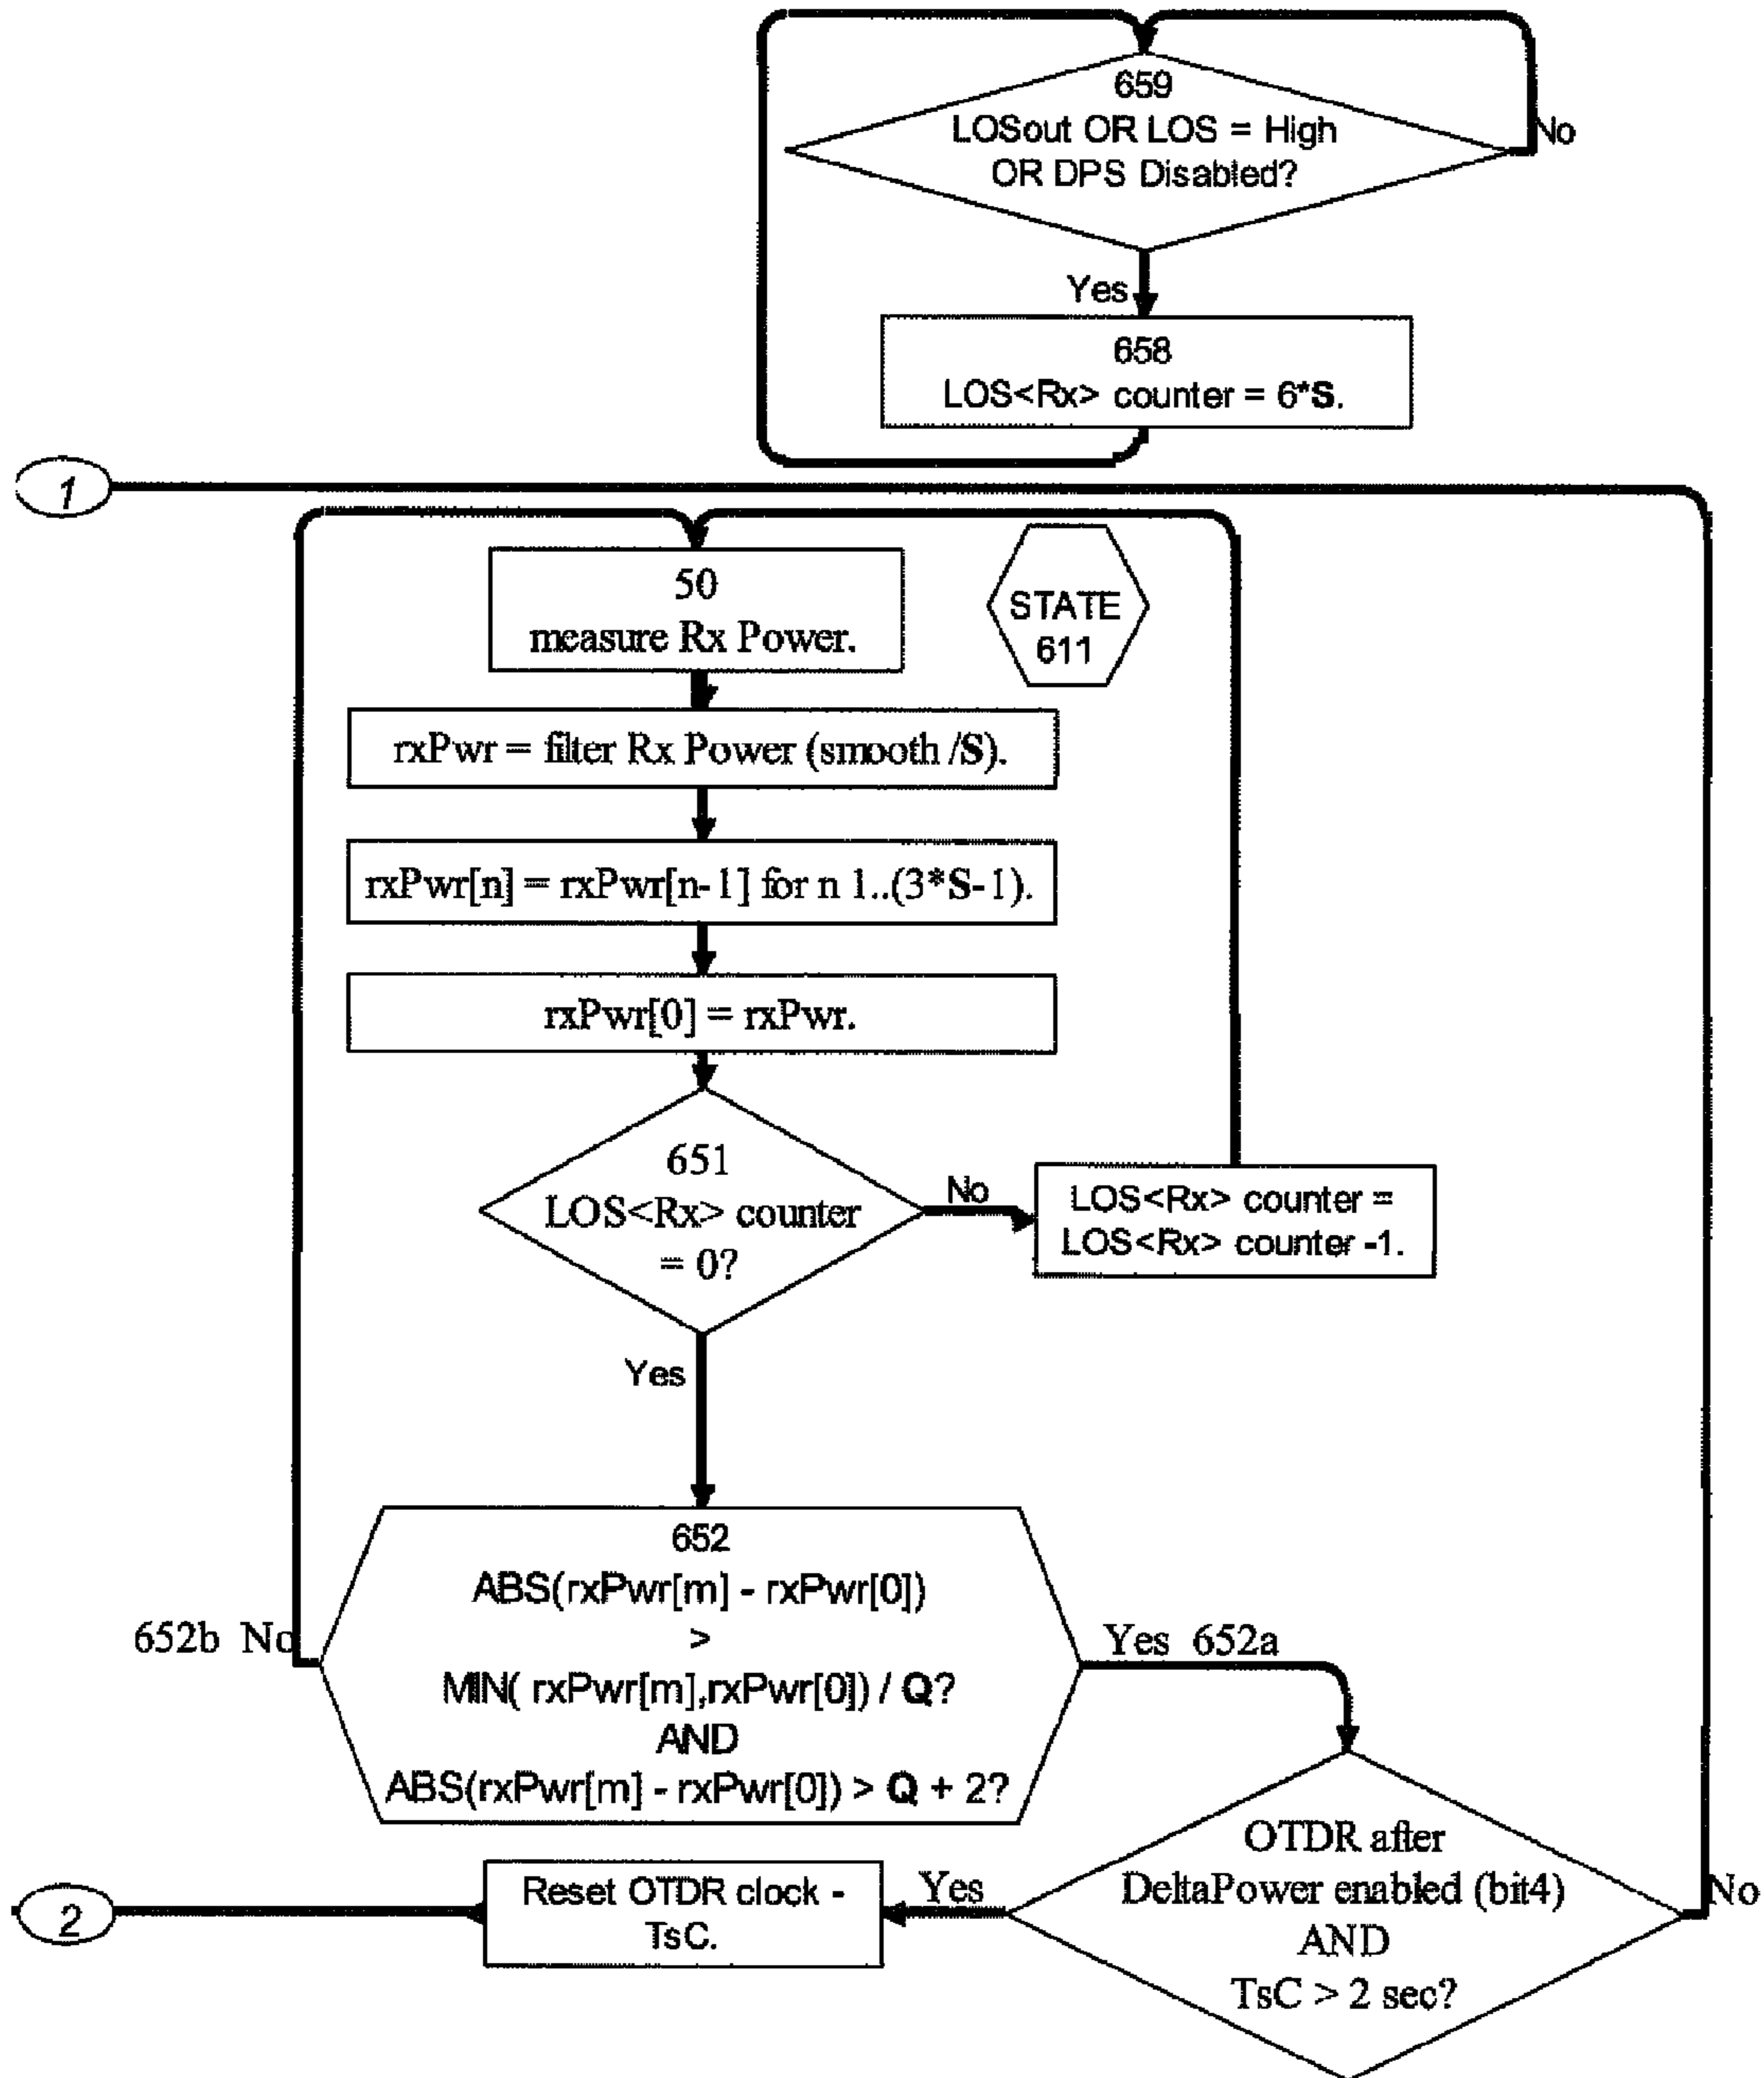 659
LOSout OR LOS = High
OR DPS Disabled?
No
Yes
658
LOS<Rx> counter = 6*S.
1
50
measure Rx Power.
STATE
611
rxPwr = filter Rx Power (smooth /S).
rxPwr[n] = rxPwr[n-1] for n 1..(3*S-1).
rxPwr[0] = rxPwr.
651
LOS<Rx> counter
= 0?
No
LOS<Rx> counter =
LOS<Rx> counter -1.
Yes
652
ABS(rxPwr[m] - rxPwr[0])
>
MIN( rxPwr[m],rxPwr[0]) / Q?
AND
ABS(rxPwr[m] - rxPwr[0]) > Q + 2?
652b No
Yes 652a
OTDR after
DeltaPower enabled (bit4)
AND
TsC > 2 sec?
No
Yes
Reset OTDR clock -
TsC.
2